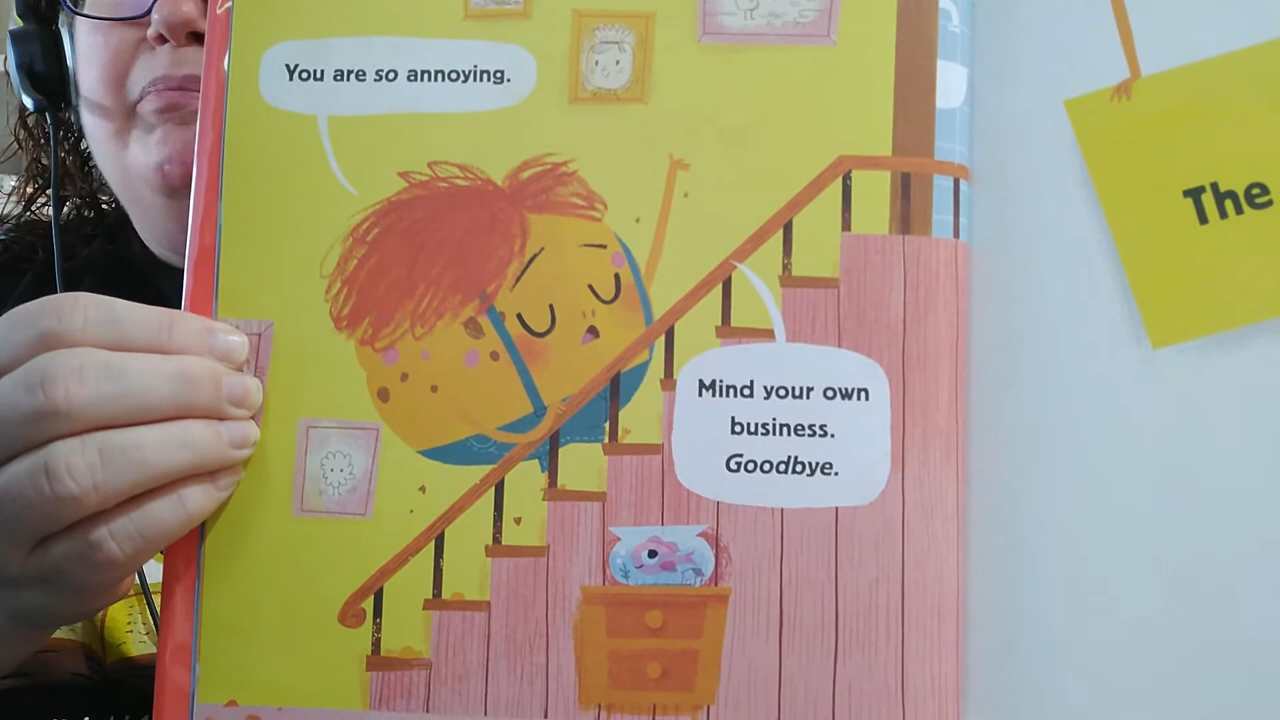 You are so annoying.
Mind your own
business.
Goodbye.
The